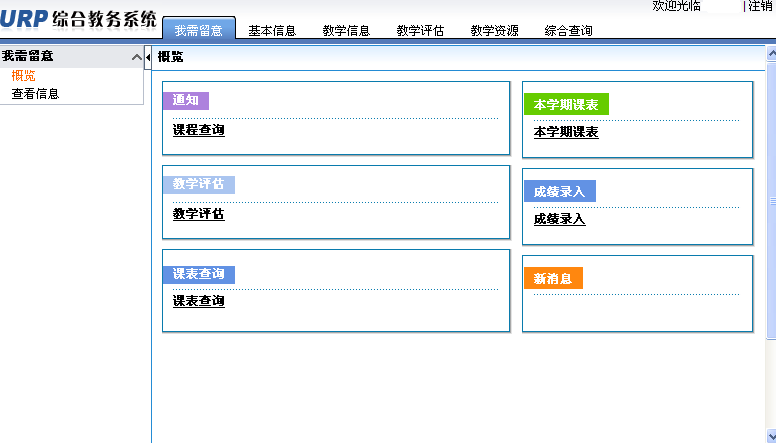 欢迎光临 注销
URP 综合教务系统
我需留意 基本信息 教学信息 教学评估 教学资源 综合查询
我需留意
概览
查看信息
概览
通知
课程查询
教学评估
教学评估
课表查询
课表查询
本学期课表
本学期课表
成绩录入
成绩录入
新消息